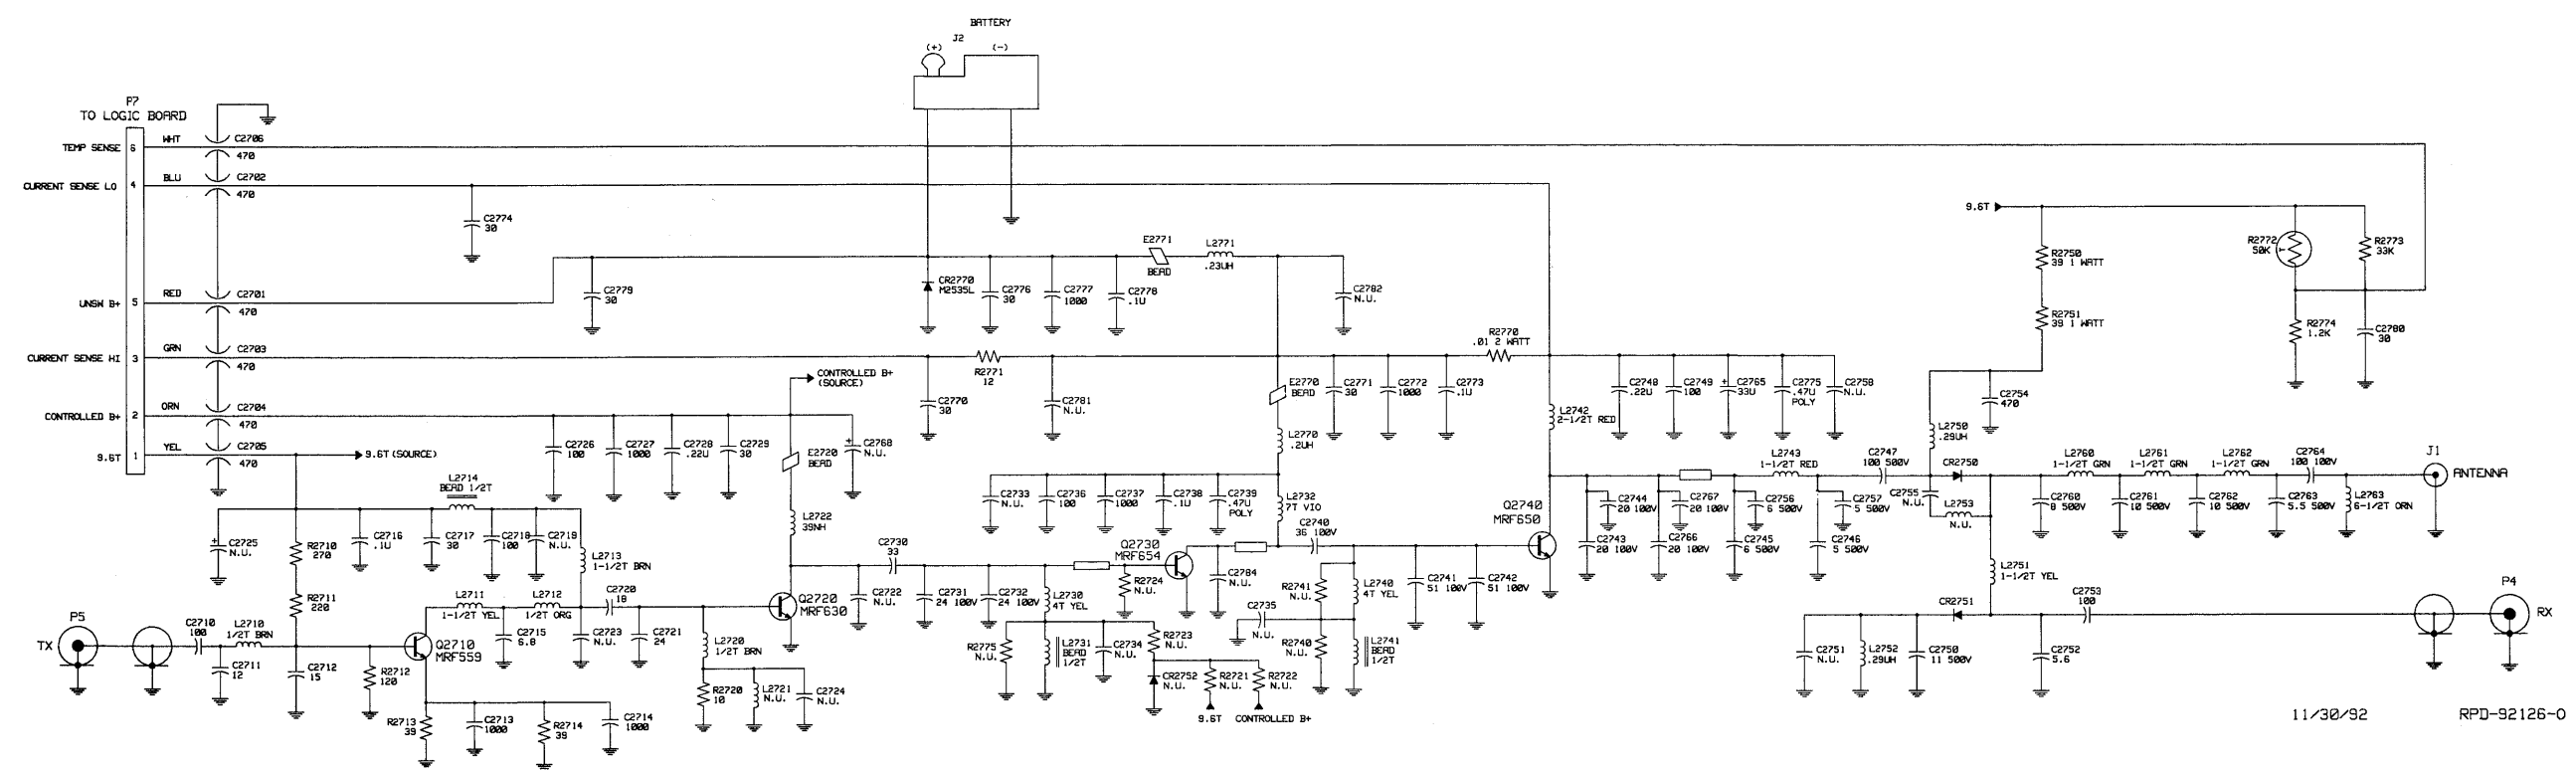 BATTERY
J2
(+) (-)
P7
TO LOGIC BOARD
TEMP SENSE 6 WHT C2706
470
CURRENT SENSE LO 4 BLU C2702
470
C2774
30
9.6T
R2750
39 1 WATT
R2772
50K
R2773
33K
E2771
BEAD
L2771
.23UH
UNSW B+ 5 RED C2701
470
C2779
30
CR2770
M2535L
C2776
30
C2777
1000
C2778
.1U
C2782
N.U.
R2751
39 1 WATT
R2774
1.2K
C2780
30
CURRENT SENSE HI 3 GRN C2703
470
R2771
12
R2770
.01 2 WATT
CONTROLLED B+
(SOURCE)
C2770
30
C2781
N.U.
E2770
BEAD
C2771
30
C2772
1000
C2773
.1U
C2748
.22U
C2749
100
C2765
33U
C2775
.47U
POLY
C2758
N.U.
C2754
470
CONTROLLED B+ 2 ORN C2704
470
L2742
2-1/2T RED
9.6T 1 YEL C2705
470
9.6T (SOURCE)
C2726
100
C2727
1000
C2728
.22U
C2729
30
E2720
BEAD
C2768
N.U.
L2770
.2UH
L2750
.29UH
L2714
BEAD 1/2T
L2743
1-1/2T RED
C2747
100 500V
CR2750
L2760
1-1/2T GRN
L2761
1-1/2T GRN
L2762
1-1/2T GRN
C2764
100 100V
J1
ANTENNA
C2733
N.U.
C2736
100
C2737
1000
C2738
.1U
C2739
.47U
POLY
L2732
7T VIO
Q2740
MRF650
C2744
20 100V
C2767
20 100V
C2756
6 500V
C2757
5 500V
C2755
N.U.
L2753
N.U.
C2760
8 500V
C2761
10 500V
C2762
10 500V
C2763
5.5 500V
L2763
6-1/2T ORN
L2722
39NH
C2725
N.U.
R2710
270
C2716
.1U
C2717
30
C2718
100
C2719
N.U.
L2713
1-1/2T BRN
C2730
33
Q2730
MRF654
C2740
36 100V
C2743
20 100V
C2766
20 100V
C2745
6 500V
C2746
5 500V
L2751
1-1/2T YEL
R2711
220
L2711
1-1/2T YEL
L2712
1/2T ORG
C2720
18
Q2720
MRF630
C2722
N.U.
C2731
24 100V
C2732
24 100V
L2730
4T YEL
R2724
N.U.
C2784
N.U.
R2741
N.U.
L2740
4T YEL
C2741
51 100V
C2742
51 100V
CR2751
C2753
100
P4
RX
P5
TX
C2710
100
L2710
1/2T BRN
Q2710
MRF559
C2715
6.8
C2723
N.U.
C2721
24
L2720
1/2T BRN
R2775
N.U.
L2731
BEAD
1/2T
C2734
N.U.
R2723
N.U.
C2735
N.U.
R2740
N.U.
L2741
BEAD
1/2T
C2751
N.U.
L2752
.29UH
C2750
11 500V
C2752
5.6
C2711
12
C2712
15
R2712
120
R2720
10
L2721
N.U.
C2724
N.U.
CR2752
N.U.
R2721
N.U.
R2722
N.U.
9.6T CONTROLLED B+
R2713
39
C2713
1000
R2714
39
C2714
1000
11/30/92 RPD-92126-O